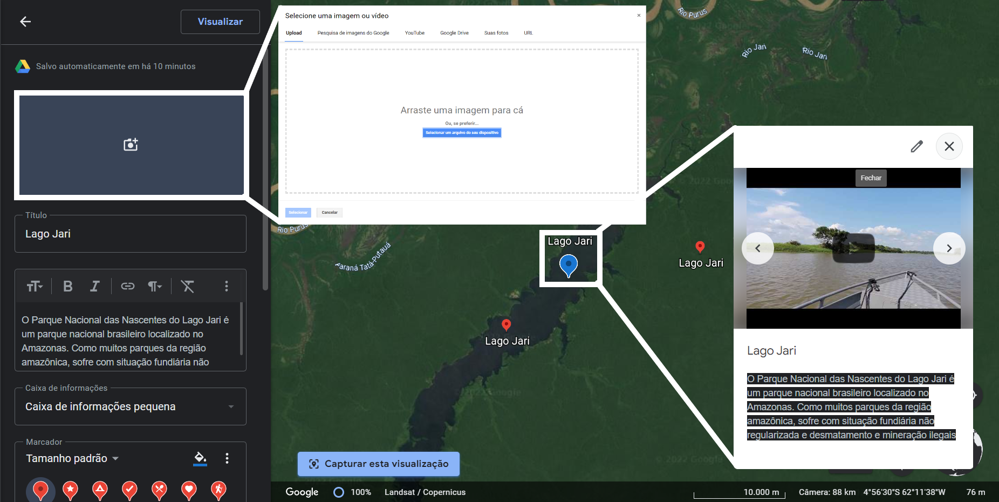 Visualizar
Salvo automaticamente em há 10 minutos
Título
Lago Jari
O Parque Nacional das Nascentes do Lago Jari é
um parque nacional brasileiro localizado no
Amazonas. Como muitos parques da região
amazônica, sofre com situação fundiária não
Caixa de informações
Caixa de informações pequena
Marcador
Tamanho padrão
Selecione uma imagem ou vídeo
Upload Pesquisa de imagens do Google YouTube Google Drive Suas fotos URL
Arraste uma imagem para cá
Ou, se preferir...
Selecionar um arquivo do seu dispositivo
Selecionar Cancelar
Rio Purus
Rio Jari
Rio Jari
Rio Purus
Paraná Tatá-Putauá
Lago Jari
Lago Jari
Lago Jari
Fechar
Lago Jari
O Parque Nacional das Nascentes do Lago Jari é
um parque nacional brasileiro localizado no
Amazonas. Como muitos parques da região
amazônica, sofre com situação fundiária não
regularizada e desmatamento e mineração ilegais
Capturar esta visualização
Google 100% Landsat / Copernicus 10.000 m Câmera: 88 km 4°56'30"S 62°11'38"W 76 m